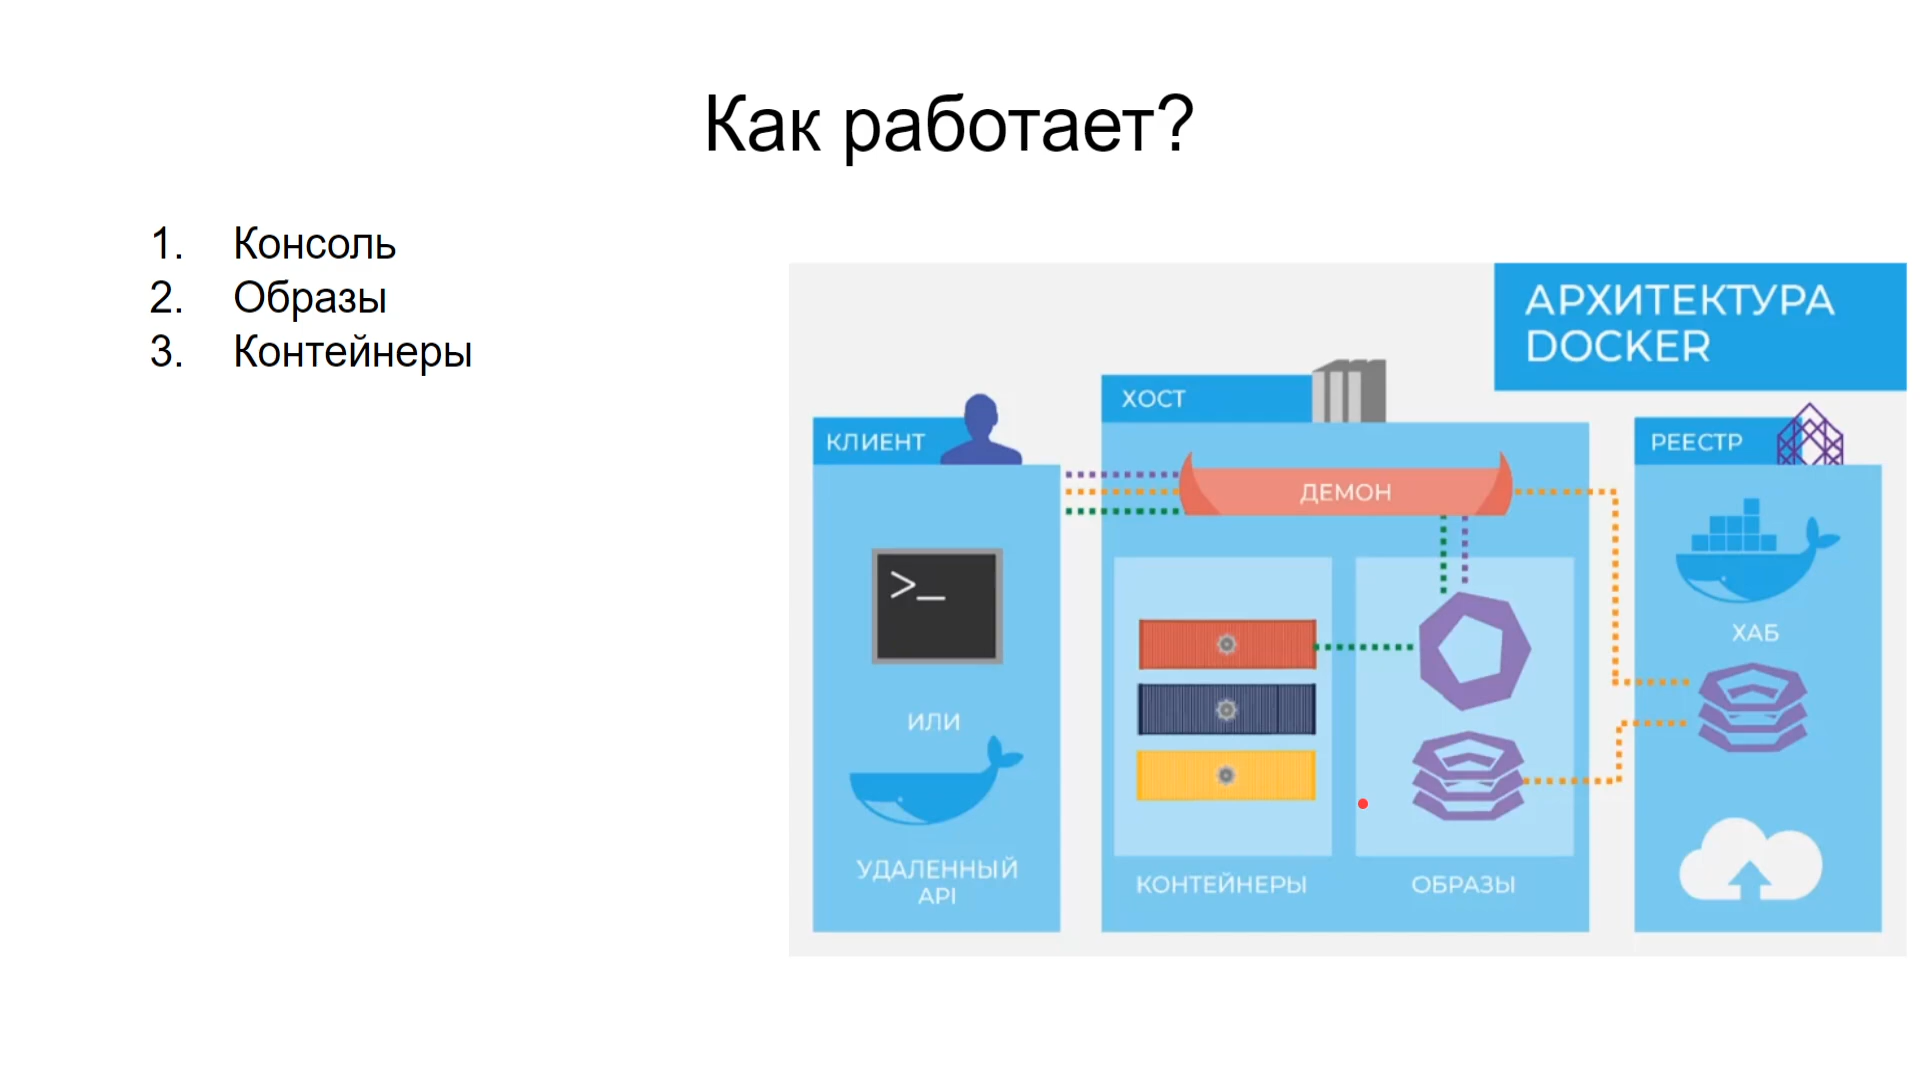 Как работает?
1. Консоль
2. Образы
3. Контейнеры
АРХИТЕКТУРА
DOCKER
КЛИЕНТ
ХОСТ
РЕЕСТР
ДЕМОН
>_
ИЛИ
УДАЛЕННЫЙ
API
КОНТЕЙНЕРЫ
ОБРАЗЫ
ХАБ